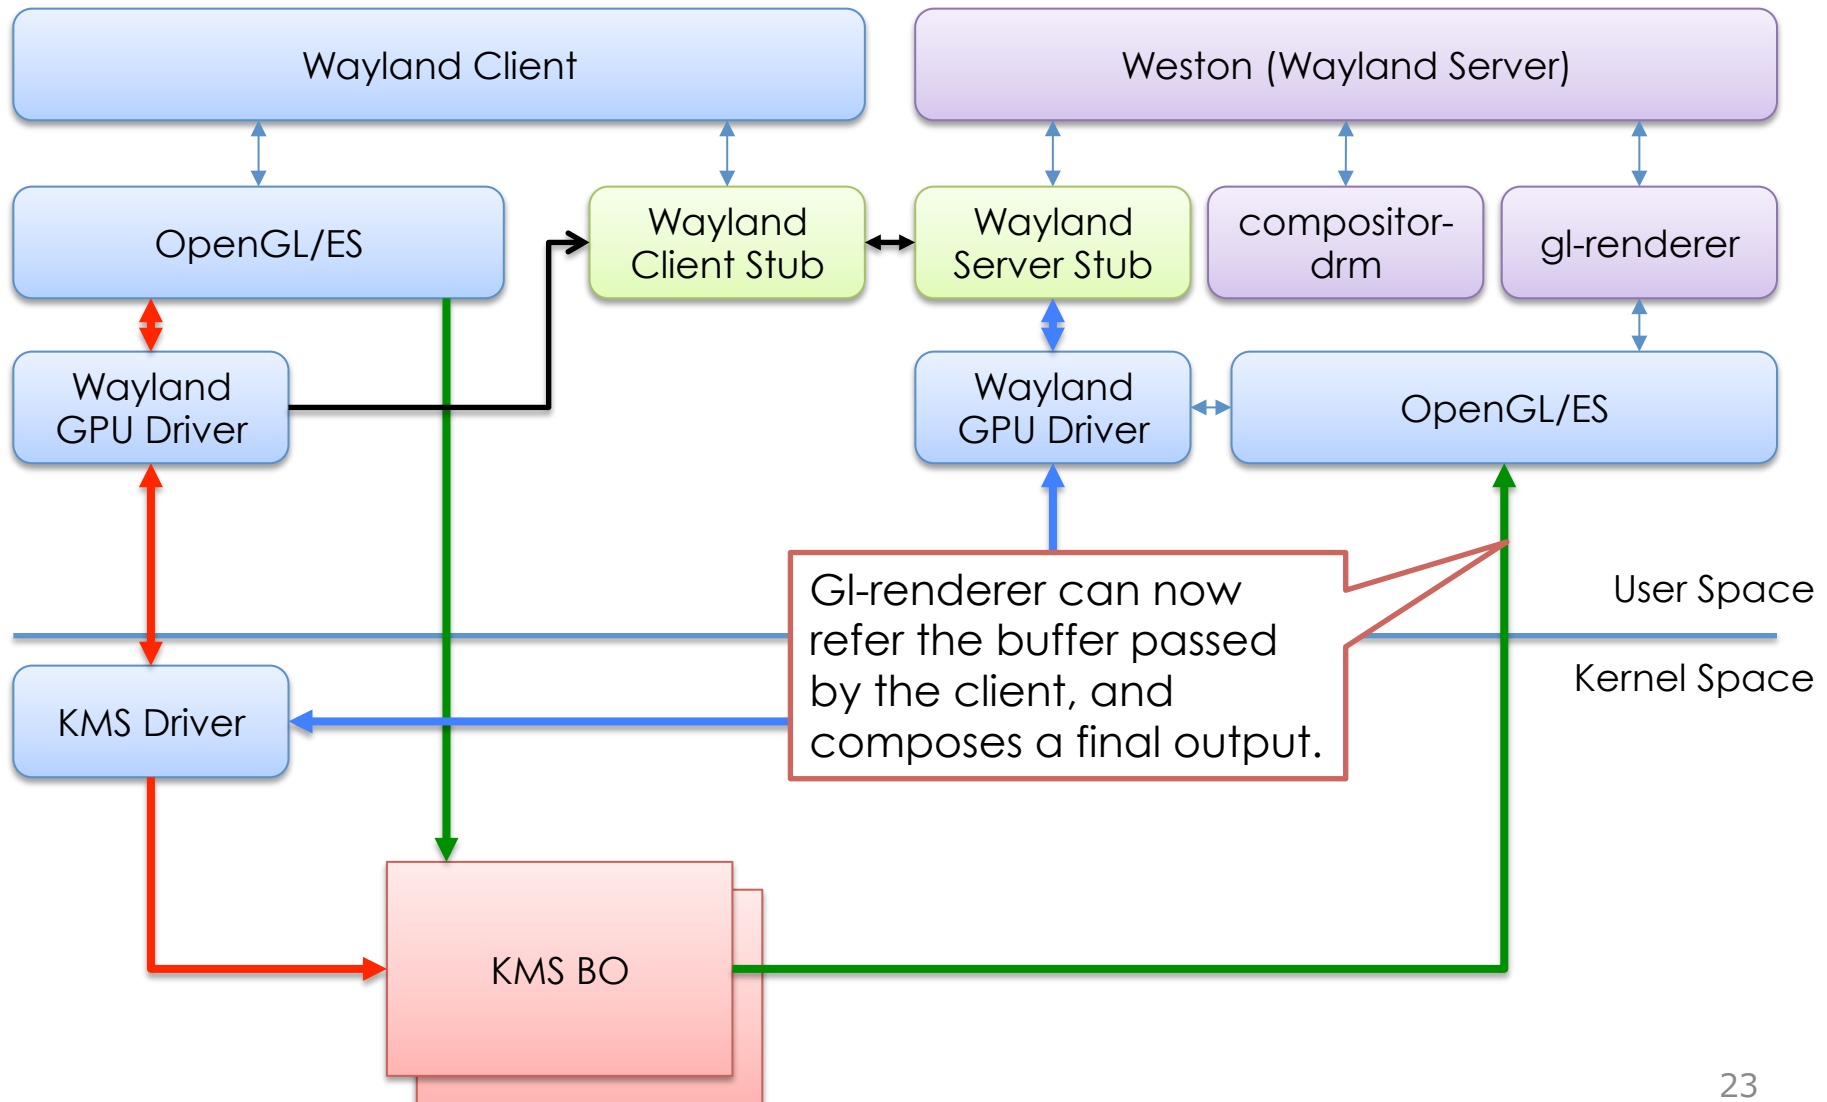 Wayland Client
Weston (Wayland Server)
OpenGL/ES
Wayland
Client Stub
Wayland
Server Stub
compositor-
drm
gl-renderer
Wayland
GPU Driver
Wayland
GPU Driver
OpenGL/ES
Gl-renderer can now
refer the buffer passed
by the client, and
composes a final output.
User Space
Kernel Space
KMS Driver
KMS BO
23